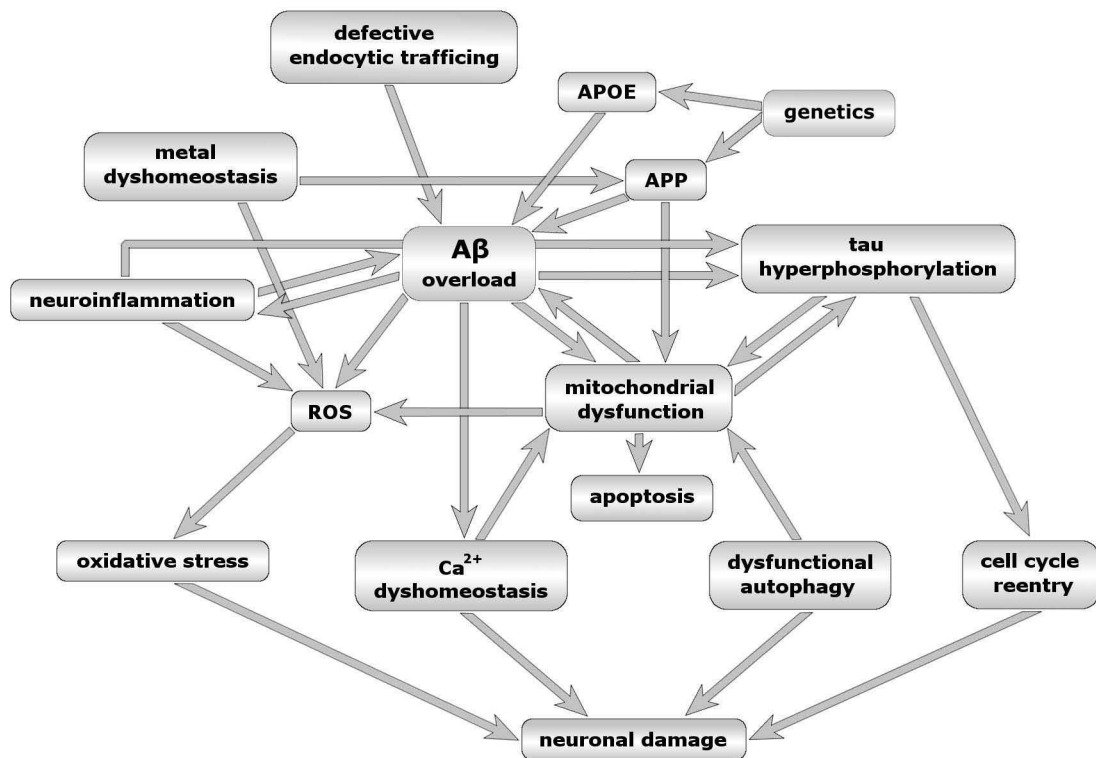 defective
endocytic trafficing
APOE
genetics
metal
dyshomeostasis
APP
Aβ
overload
tau
hyperphosphorylation
neuroinflammation
mitochondrial
dysfunction
ROS
apoptosis
oxidative stress
Ca²⁺
dyshomeostasis
dysfunctional
autophagy
cell cycle
reentry
neuronal damage